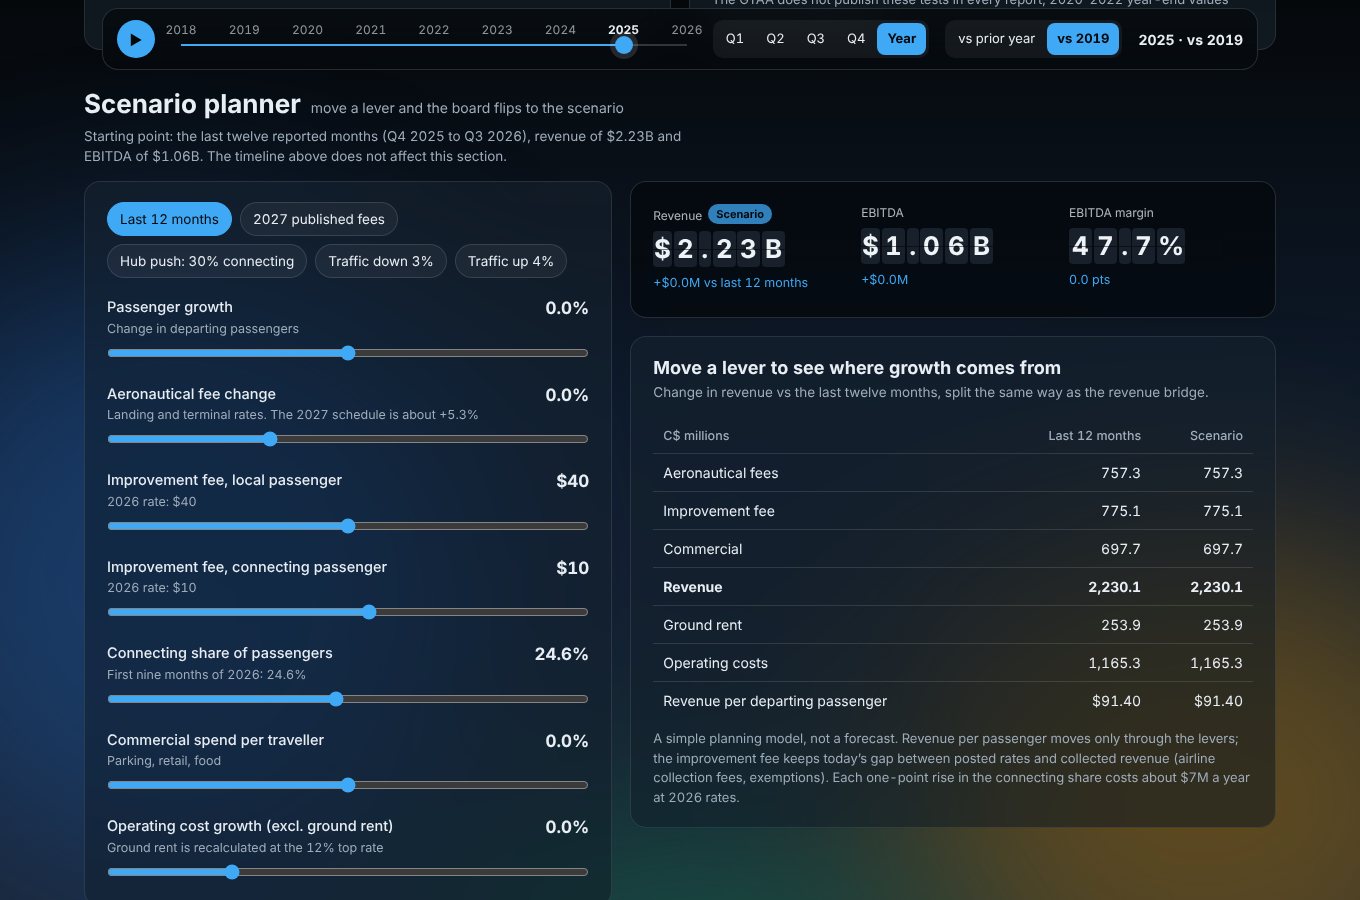 The GTAA does not publish these tests in every report; 2020-2022 year-end values
2018 2019 2020 2021 2022 2023 2024 2025 2026
Q1 Q2 Q3 Q4 Year
vs prior year vs 2019
2025 · vs 2019
Scenario planner move a lever and the board flips to the scenario
Starting point: the last twelve reported months (Q4 2025 to Q3 2026), revenue of $2.23B and
EBITDA of $1.06B. The timeline above does not affect this section.
Last 12 months 2027 published fees
Hub push: 30% connecting Traffic down 3% Traffic up 4%
Passenger growth 0.0%
Change in departing passengers
Aeronautical fee change 0.0%
Landing and terminal rates. The 2027 schedule is about +5.3%
Improvement fee, local passenger $40
2026 rate: $40
Improvement fee, connecting passenger $10
2026 rate: $10
Connecting share of passengers 24.6%
First nine months of 2026: 24.6%
Commercial spend per traveller 0.0%
Parking, retail, food
Operating cost growth (excl. ground rent) 0.0%
Ground rent is recalculated at the 12% top rate
Revenue Scenario EBITDA EBITDA margin
$2.23B $1.06B 47.7%
+$0.0M vs last 12 months +$0.0M 0.0 pts
Move a lever to see where growth comes from
Change in revenue vs the last twelve months, split the same way as the revenue bridge.
C$ millions Last 12 months Scenario
Aeronautical fees 757.3 757.3
Improvement fee 775.1 775.1
Commercial 697.7 697.7
Revenue 2,230.1 2,230.1
Ground rent 253.9 253.9
Operating costs 1,165.3 1,165.3
Revenue per departing passenger $91.40 $91.40
A simple planning model, not a forecast. Revenue per passenger moves only through the levers;
the improvement fee keeps today's gap between posted rates and collected revenue (airline
collection fees, exemptions). Each one-point rise in the connecting share costs about $7M a year
at 2026 rates.